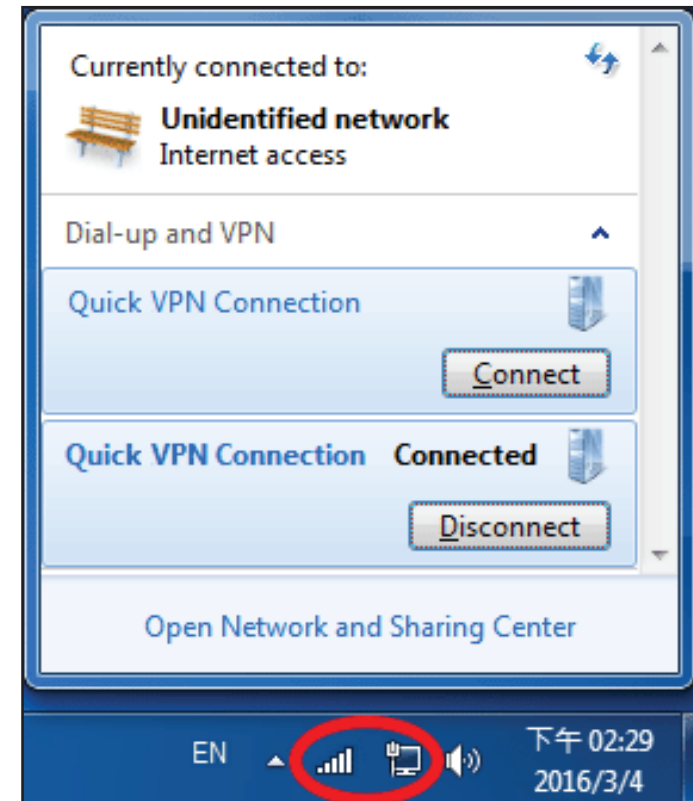 Currently connected to:
Unidentified network
Internet access
Dial-up and VPN
Quick VPN Connection
Connect
Quick VPN Connection Connected
Disconnect
Open Network and Sharing Center
EN 下午 02:29
2016/3/4